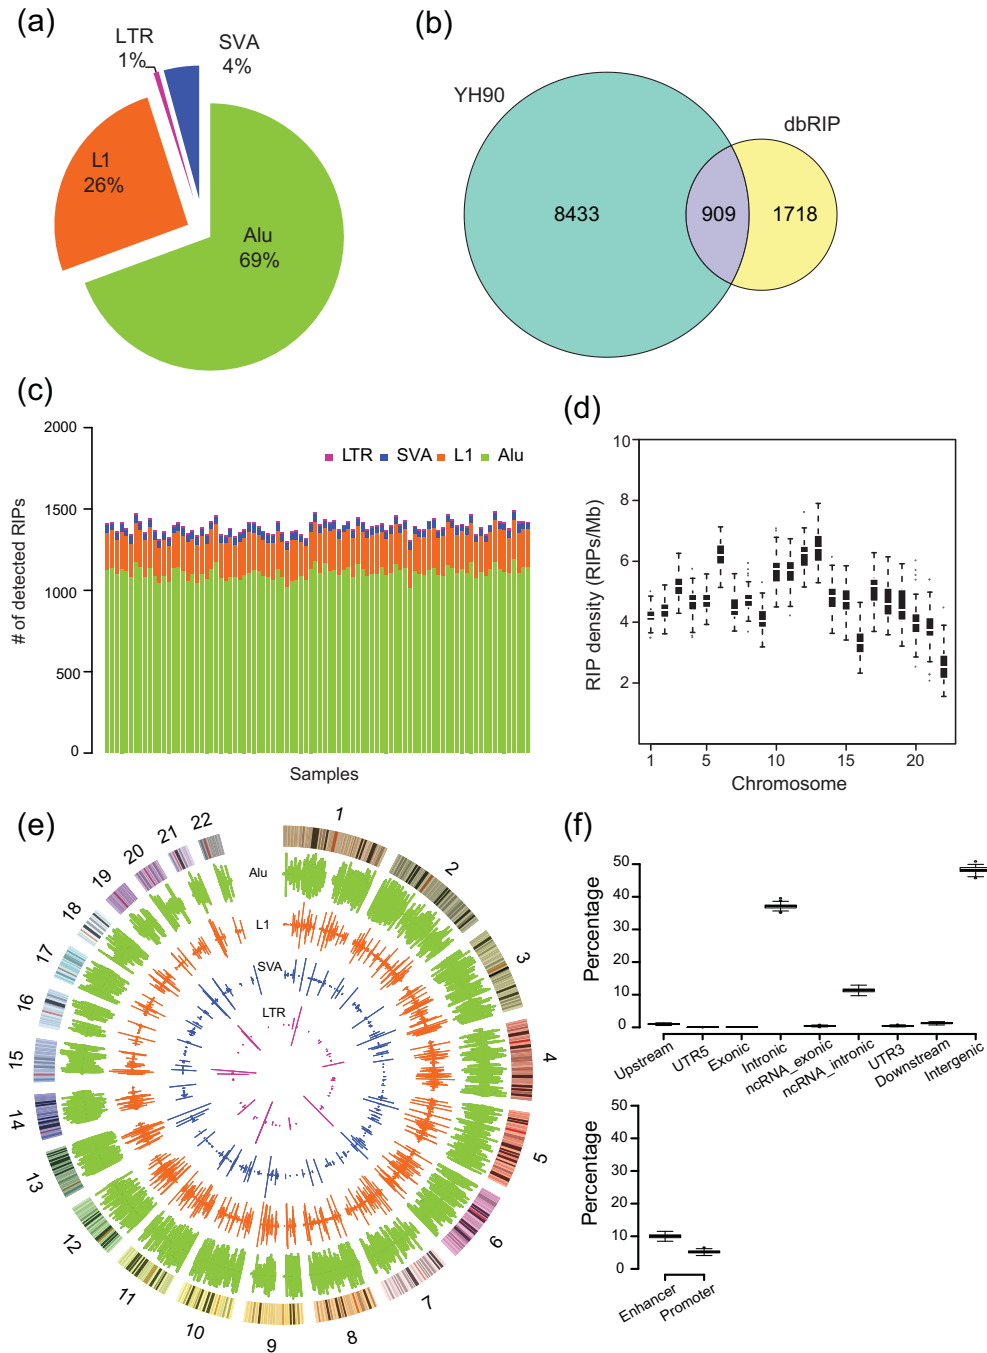 (a)
LTR
1%
SVA
4%
L1
26%
Alu
69%
(b)
YH90
dbRIP
8433
909
1718
(c)
2000
1500
1000
500
0
# of detected RIPs
LTR SVA L1 Alu
Samples
(d)
10
8
6
4
2
RIP density (RIPs/Mb)
1 5 10 15 20
Chromosome
(e)
1
2
3
4
5
6
7
8
9
10
11
12
13
14
15
16
17
18
19
20
21
22
Alu
L1
SVA
LTR
(f)
50
40
30
20
10
0
Percentage
Upstream
UTR5
Exonic
Intronic
ncRNA_exonic
ncRNA_intronic
UTR3
Downstream
Intergenic
50
40
30
20
10
0
Percentage
Enhancer
Promoter